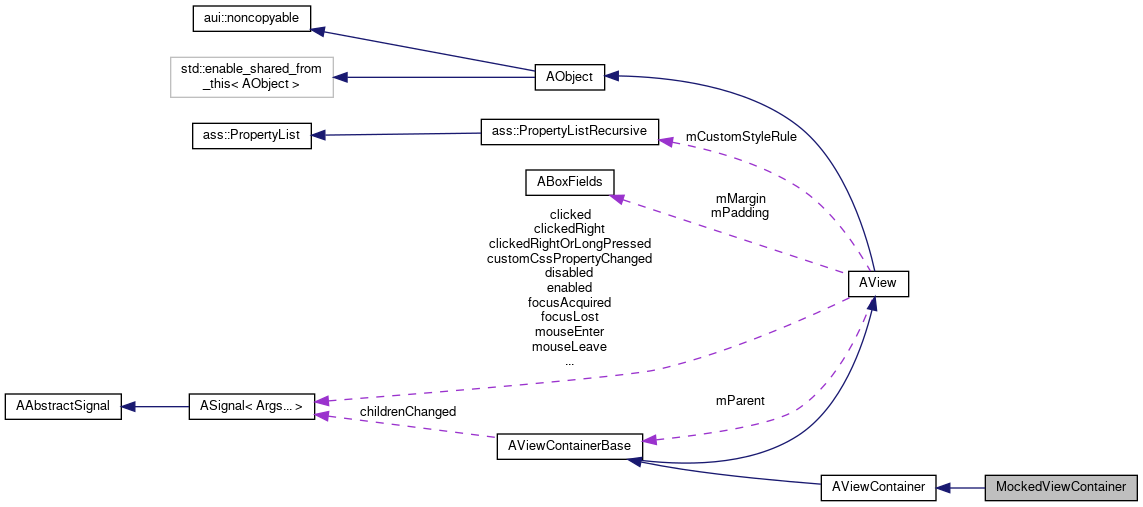 aui::noncopyable
std::enable_shared_from
_this< AObject >
AObject
ass::PropertyList
ass::PropertyListRecursive
mCustomStyleRule
ABoxFields
mMargin
mPadding
clicked
clickedRight
clickedRightOrLongPressed
customCssPropertyChanged
disabled
enabled
focusAcquired
focusLost
mouseEnter
mouseLeave
...
AView
AAbstractSignal
ASignal< Args... >
childrenChanged
mParent
AViewContainerBase
AViewContainer
MockedViewContainer